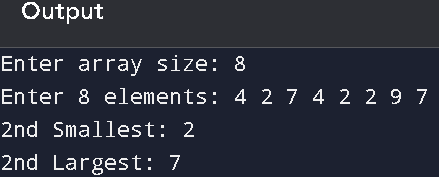 Output
Enter array size: 8
Enter 8 elements: 4 2 7 4 2 2 9 7
2nd Smallest: 2
2nd Largest: 7